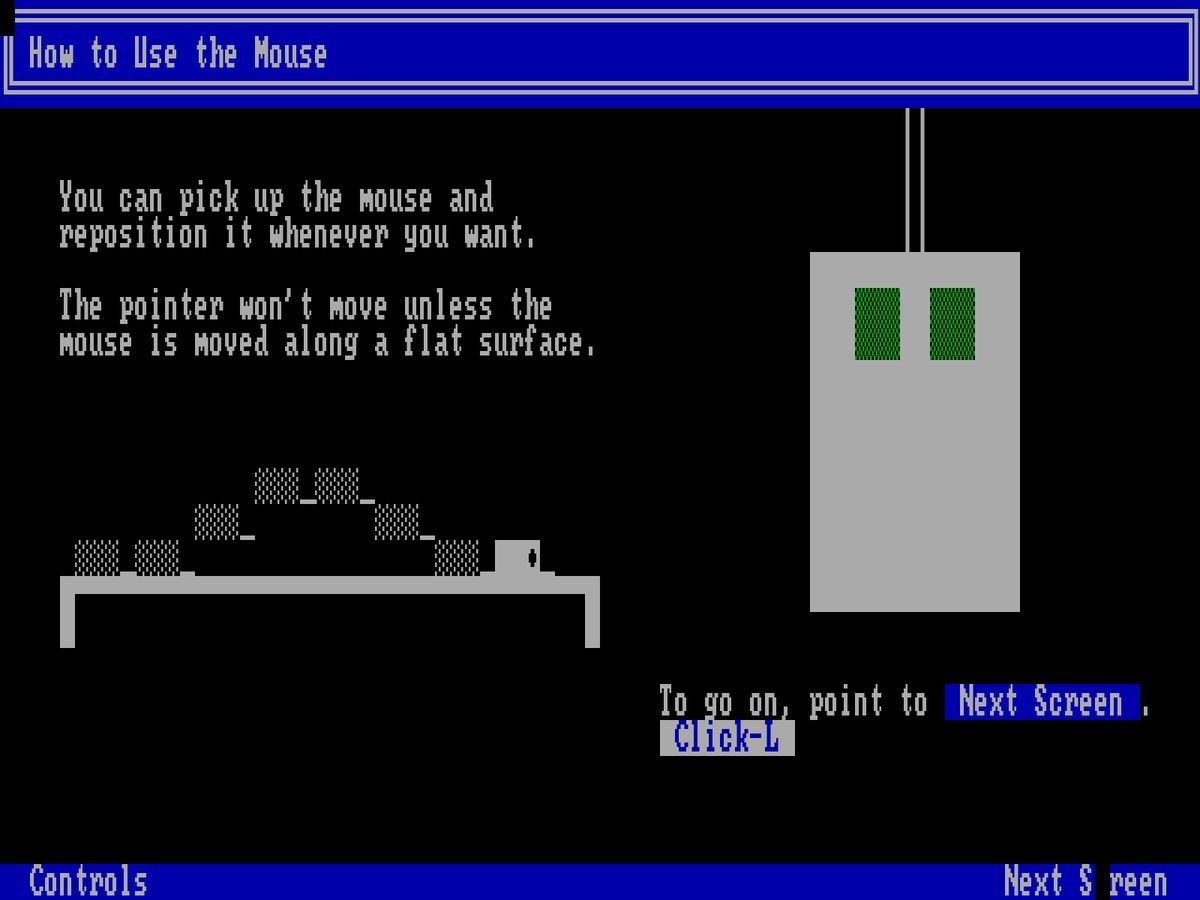 How to Use the Mouse
You can pick up the mouse and
reposition it whenever you want.
The pointer won't move unless the
mouse is moved along a flat surface.
To go on, point to Next Screen.
Click-L
Controls
Next Screen